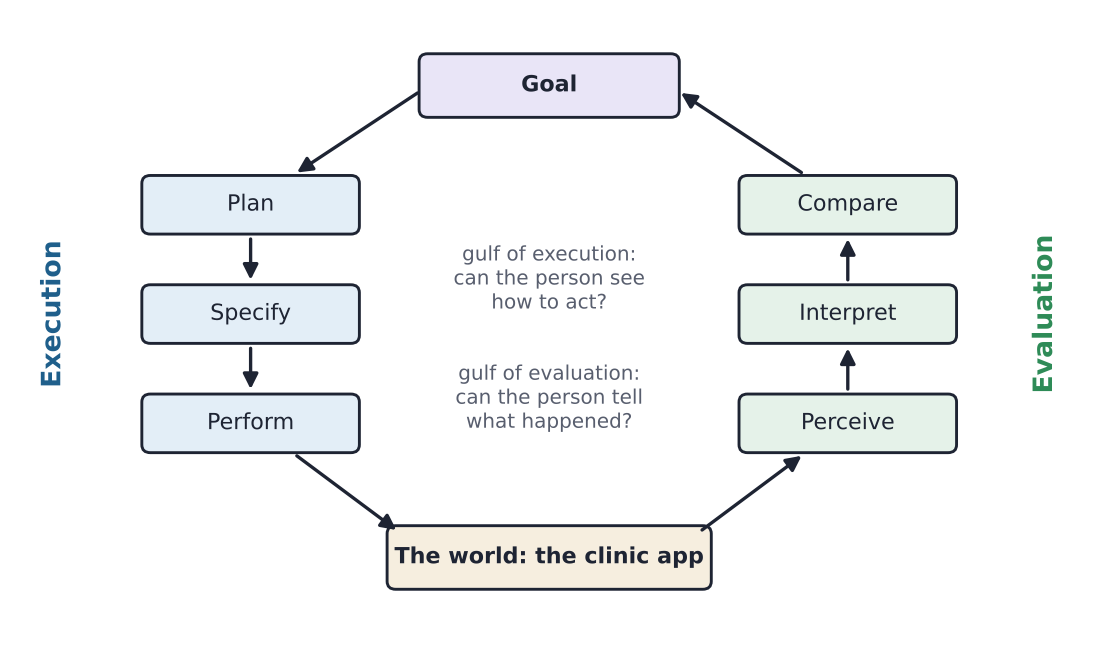 Goal
Plan
Compare
Execution
Specify
gulf of execution:
can the person see
how to act?
Interpret
Evaluation
gulf of evaluation:
can the person tell
what happened?
Perform
Perceive
The world: the clinic app